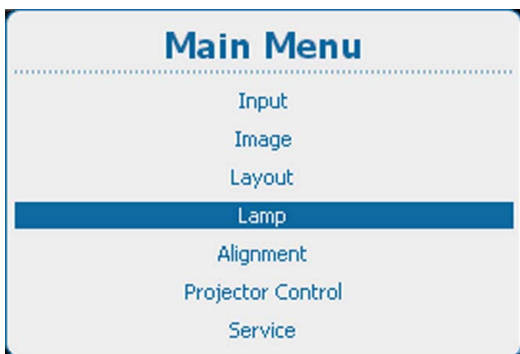 Main Menu
Input
Image
Layout
Lamp
Alignment
Projector Control
Service